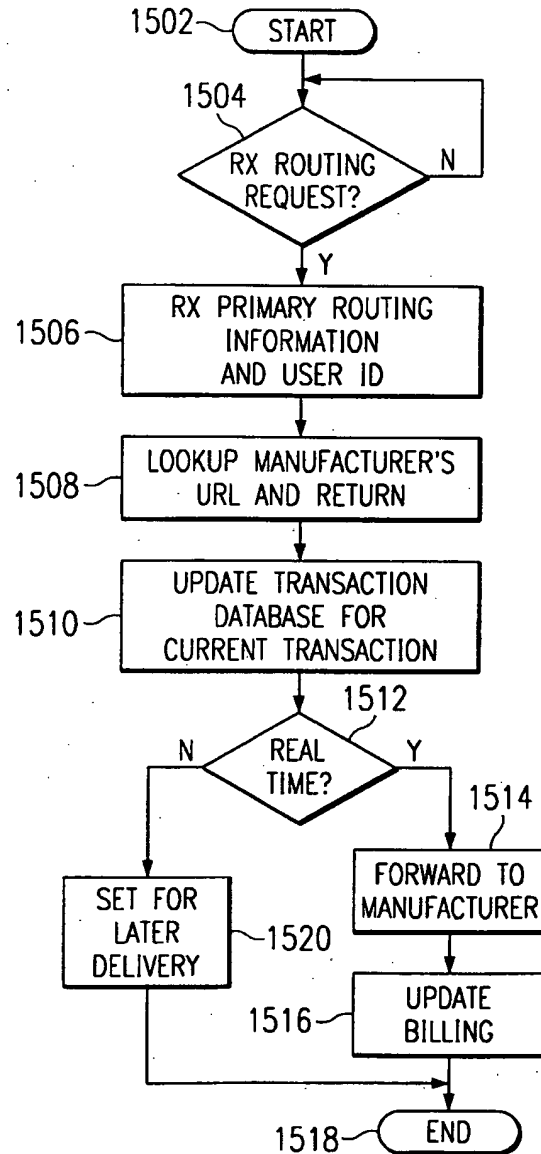 1502
START
1504
RX ROUTING
REQUEST?
N
Y
1506
RX PRIMARY ROUTING
INFORMATION
AND USER ID
1508
LOOKUP MANUFACTURER'S
URL AND RETURN
1510
UPDATE TRANSACTION
DATABASE FOR
CURRENT TRANSACTION
1512
N
REAL
TIME?
Y
1514
FORWARD TO
MANUFACTURER
SET FOR
LATER
DELIVERY
1520
1516
UPDATE
BILLING
1518
END